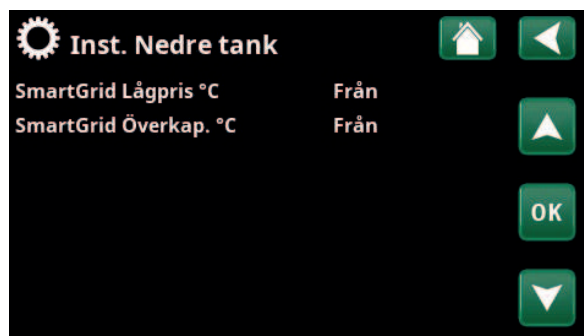 Inst. Nedre tank
SmartGrid Lågpris °C Från
SmartGrid Överkap. °C Från
OK